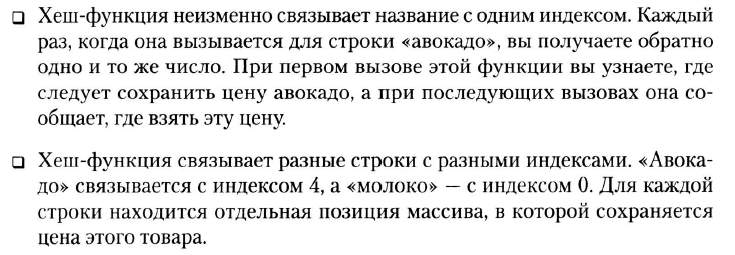 ❑ Хеш-функция неизменно связывает название с одним индексом. Каждый
раз, когда она вызывается для строки «авокадо», вы получаете обратно
одно и то же число. При первом вызове этой функции вы узнаете, где
следует сохранить цену авокадо, а при последующих вызовах она со-
общает, где взять эту цену.
❑ Хеш-функция связывает разные строки с разными индексами. «Авока-
до» связывается с индексом 4, а «молоко» — с индексом 0. Для каждой
строки находится отдельная позиция массива, в которой сохраняется
цена этого товара.